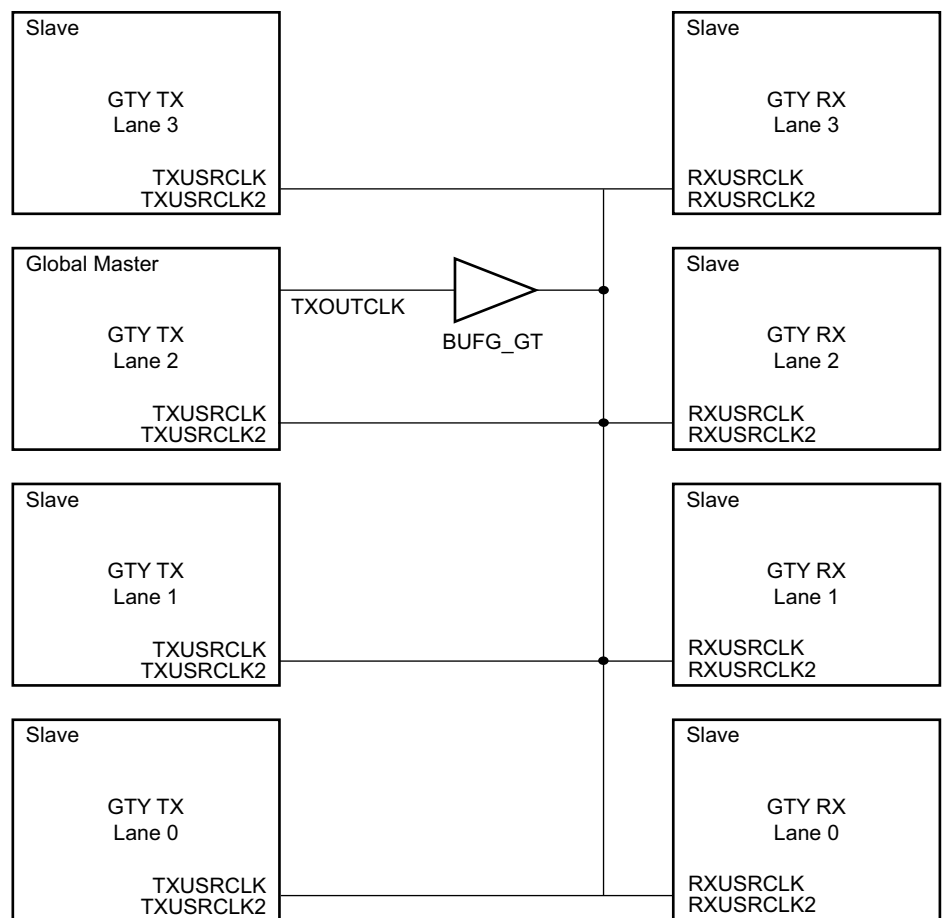 Slave
GTY TX
Lane 3
TXUSRCLK
TXUSRCLK2
Slave
GTY RX
Lane 3
RXUSRCLK
RXUSRCLK2
Global Master
GTY TX
Lane 2
TXOUTCLK
BUFG_GT
TXUSRCLK
TXUSRCLK2
Slave
GTY RX
Lane 2
RXUSRCLK
RXUSRCLK2
Slave
GTY TX
Lane 1
TXUSRCLK
TXUSRCLK2
Slave
GTY RX
Lane 1
RXUSRCLK
RXUSRCLK2
Slave
GTY TX
Lane 0
TXUSRCLK
TXUSRCLK2
Slave
GTY RX
Lane 0
RXUSRCLK
RXUSRCLK2